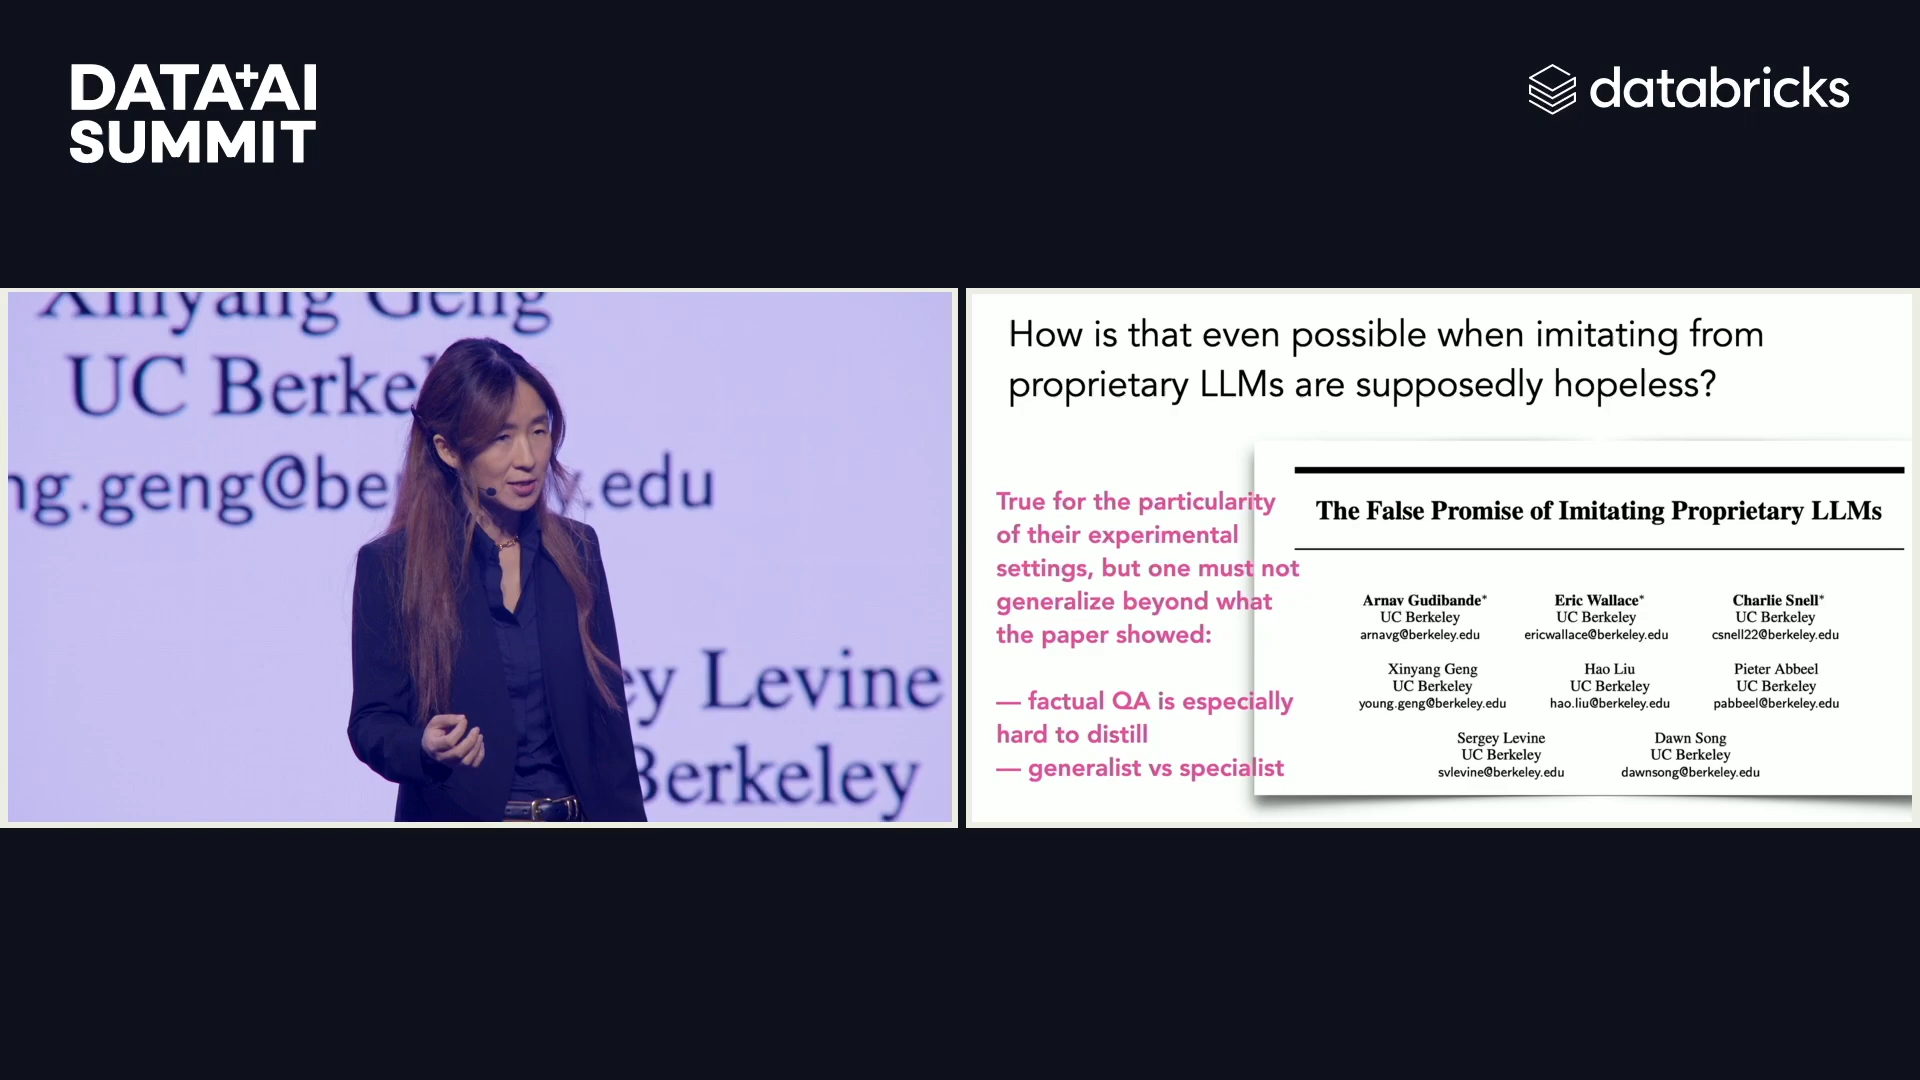 DATA+AI
SUMMIT
databricks
Xinyang Geng
UC Berkele
ng.geng@be
.edu
ey Levine
Berkeley
How is that even possible when imitating from
proprietary LLMs are supposedly hopeless?
True for the particularity
of their experimental
settings, but one must not
generalize beyond what
the paper showed:
— factual QA is especially
hard to distill
— generalist vs specialist
The False Promise of Imitating Proprietary LLMs
Arnav Gudibande* Eric Wallace* Charlie Snell*
UC Berkeley UC Berkeley UC Berkeley
arnavg@berkeley.edu ericwallace@berkeley.edu csnell22@berkeley.edu
Xinyang Geng Hao Liu Pieter Abbeel
UC Berkeley UC Berkeley UC Berkeley
young.geng@berkeley.edu hao.liu@berkeley.edu pabbeel@berkeley.edu
Sergey Levine Dawn Song
UC Berkeley UC Berkeley
svlevine@berkeley.edu dawnsong@berkeley.edu